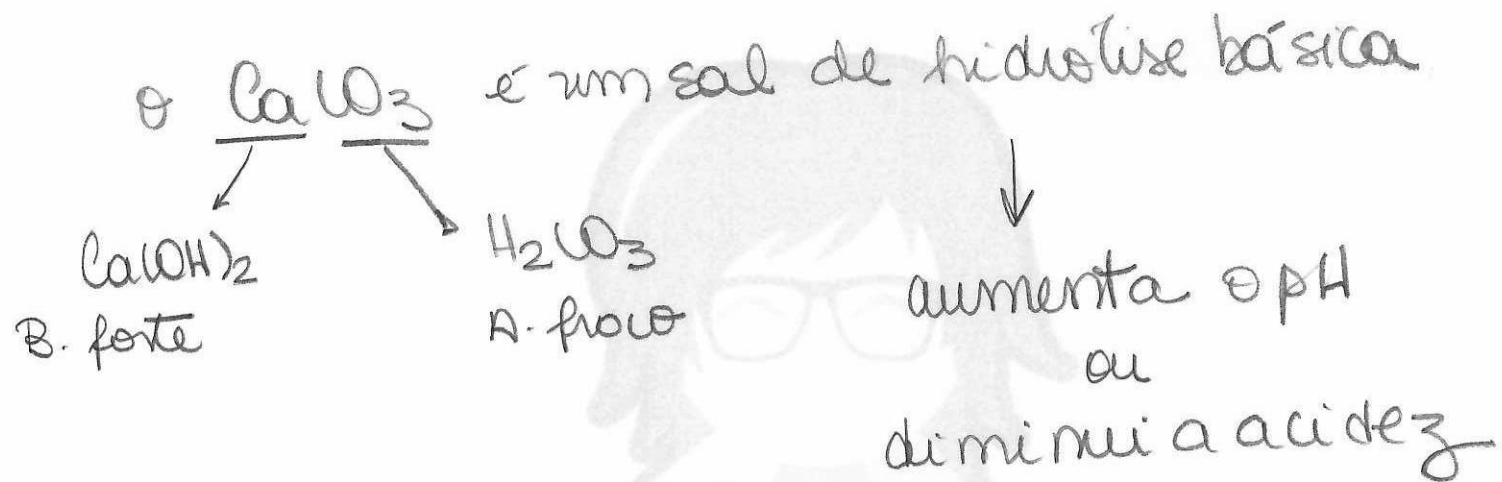 o CaCO3 é um sal de hidrólise básica
Ca(OH)2
B. forte
H2CO3
A. fraco
aumenta o pH
ou
diminui a acidez